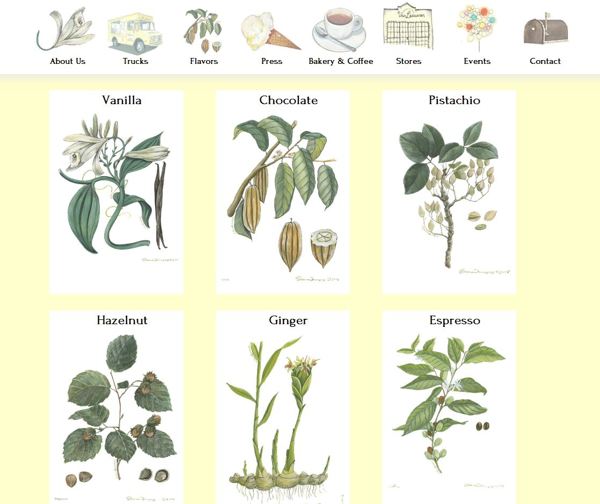 About Us Trucks Flavors Press Bakery & Coffee Stores Events Contact
Vanilla Chocolate Pistachio
Hazelnut Ginger Espresso